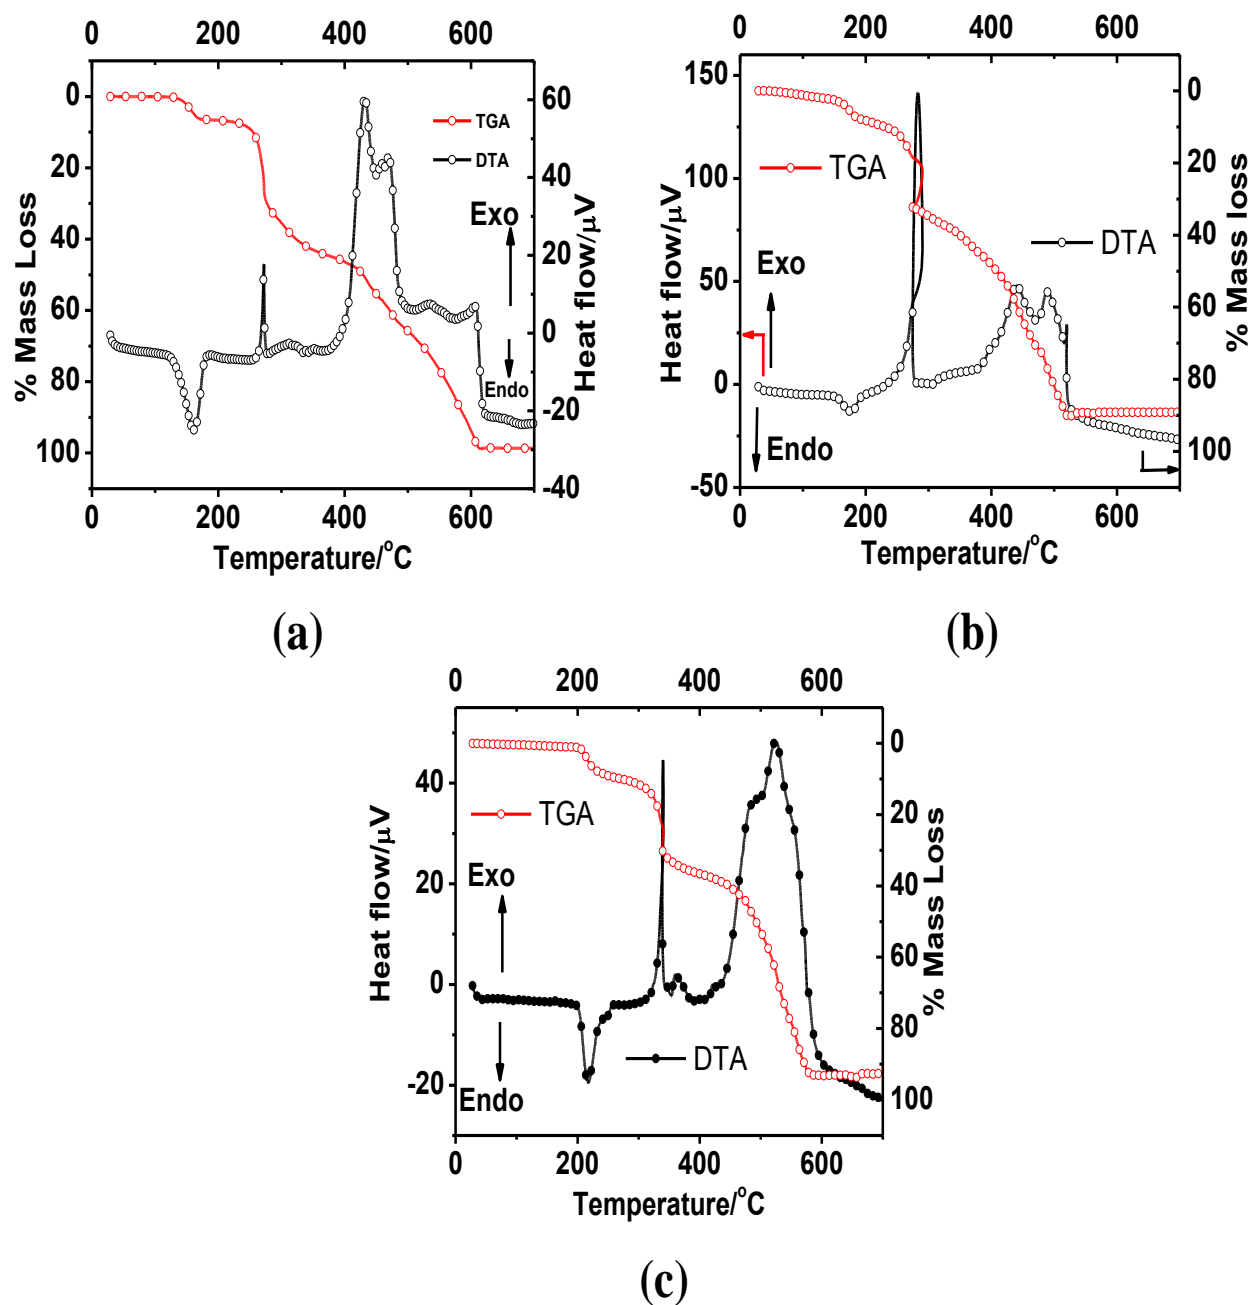 0 200 400 600
0
20
40
60
80
100
% Mass Loss
TGA
DTA
Exo
Endo
60
40
20
0
-20
-40
Heat flow/μV
0 200 400 600
Temperature/°C
(a)
0 200 400 600
150
100
50
0
-50
Heat flow/μV
TGA
DTA
Exo
Endo
0
20
40
60
80
100
% Mass loss
0 200 400 600
Temperature/°C
(b)
0 200 400 600
40
20
0
-20
Heat flow/μV
TGA
Exo
DTA
Endo
0
20
40
60
80
100
% Mass Loss
0 200 400 600
Temperature/°C
(c)